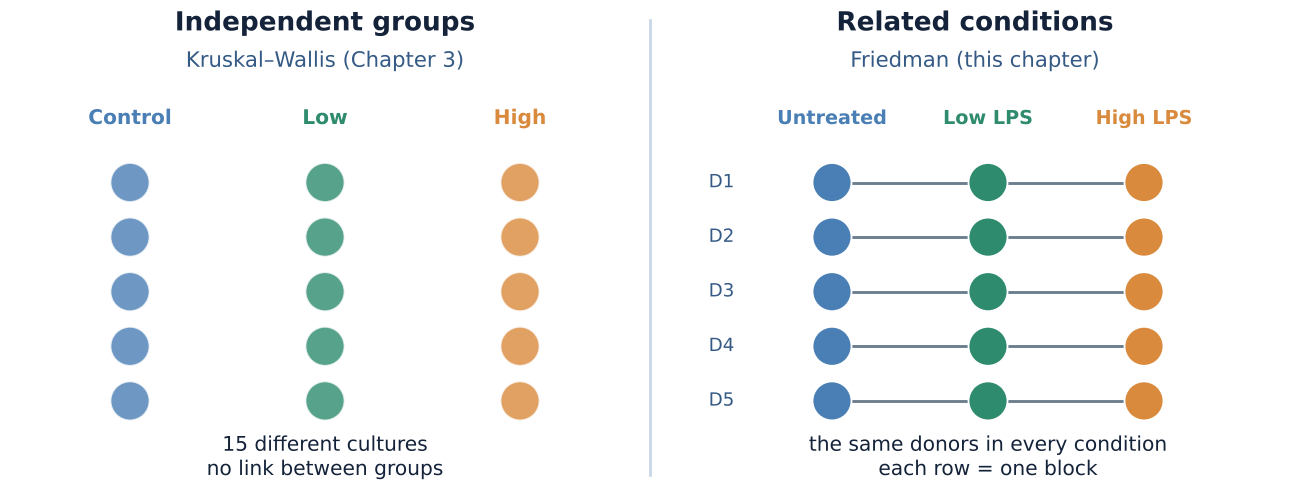 Independent groups
Kruskal–Wallis (Chapter 3)
Control Low High
15 different cultures
no link between groups
Related conditions
Friedman (this chapter)
Untreated Low LPS High LPS
D1
D2
D3
D4
D5
the same donors in every condition
each row = one block